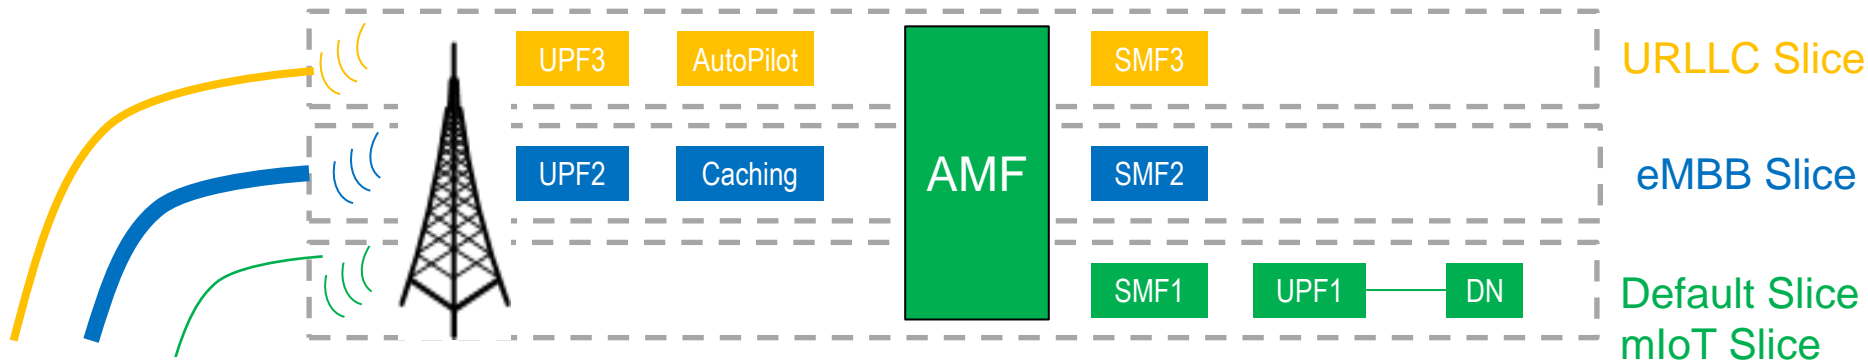 UPF3
AutoPilot
SMF3
URLLC Slice
UPF2
Caching
AMF
SMF2
eMBB Slice
SMF1
UPF1
DN
Default Slice
mIoT Slice